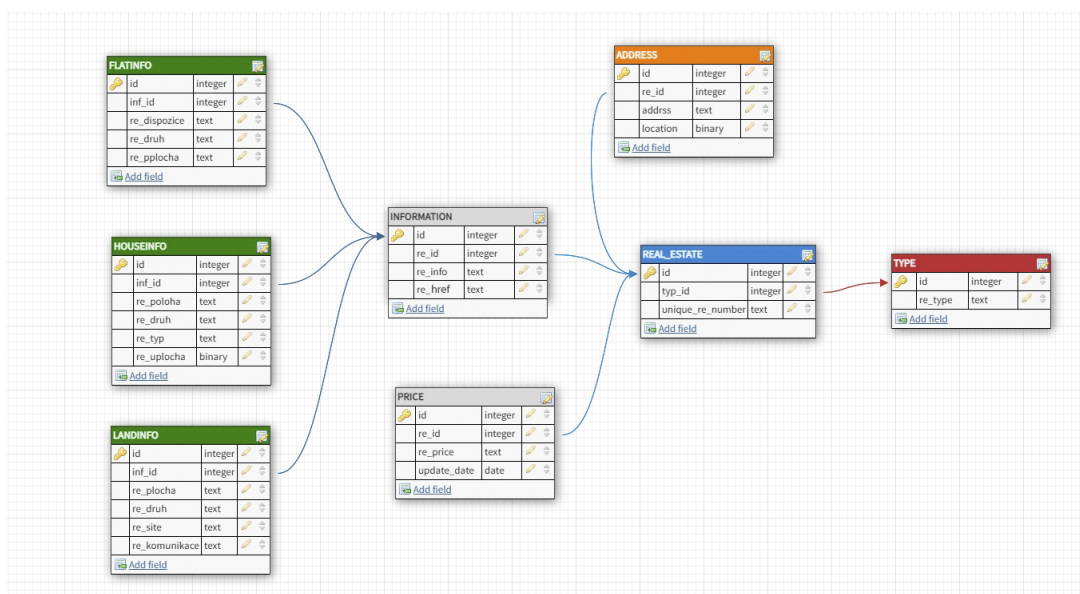 FLATINFO
id integer
inf_id integer
re_dispozice text
re_druh text
re_pplocha text
Add field
HOUSEINFO
id integer
inf_id integer
re_poloha text
re_druh text
re_typ text
re_uplocha binary
Add field
LANDINFO
id integer
inf_id integer
re_plocha text
re_druh text
re_site text
re_komunikace text
Add field
INFORMATION
id integer
re_id integer
re_info text
re_href text
Add field
PRICE
id integer
re_id integer
re_price text
update_date date
Add field
ADDRESS
id integer
re_id integer
addrss text
location binary
Add field
REAL_ESTATE
id integer
typ_id integer
unique_re_number text
Add field
TYPE
id integer
re_type text
Add field